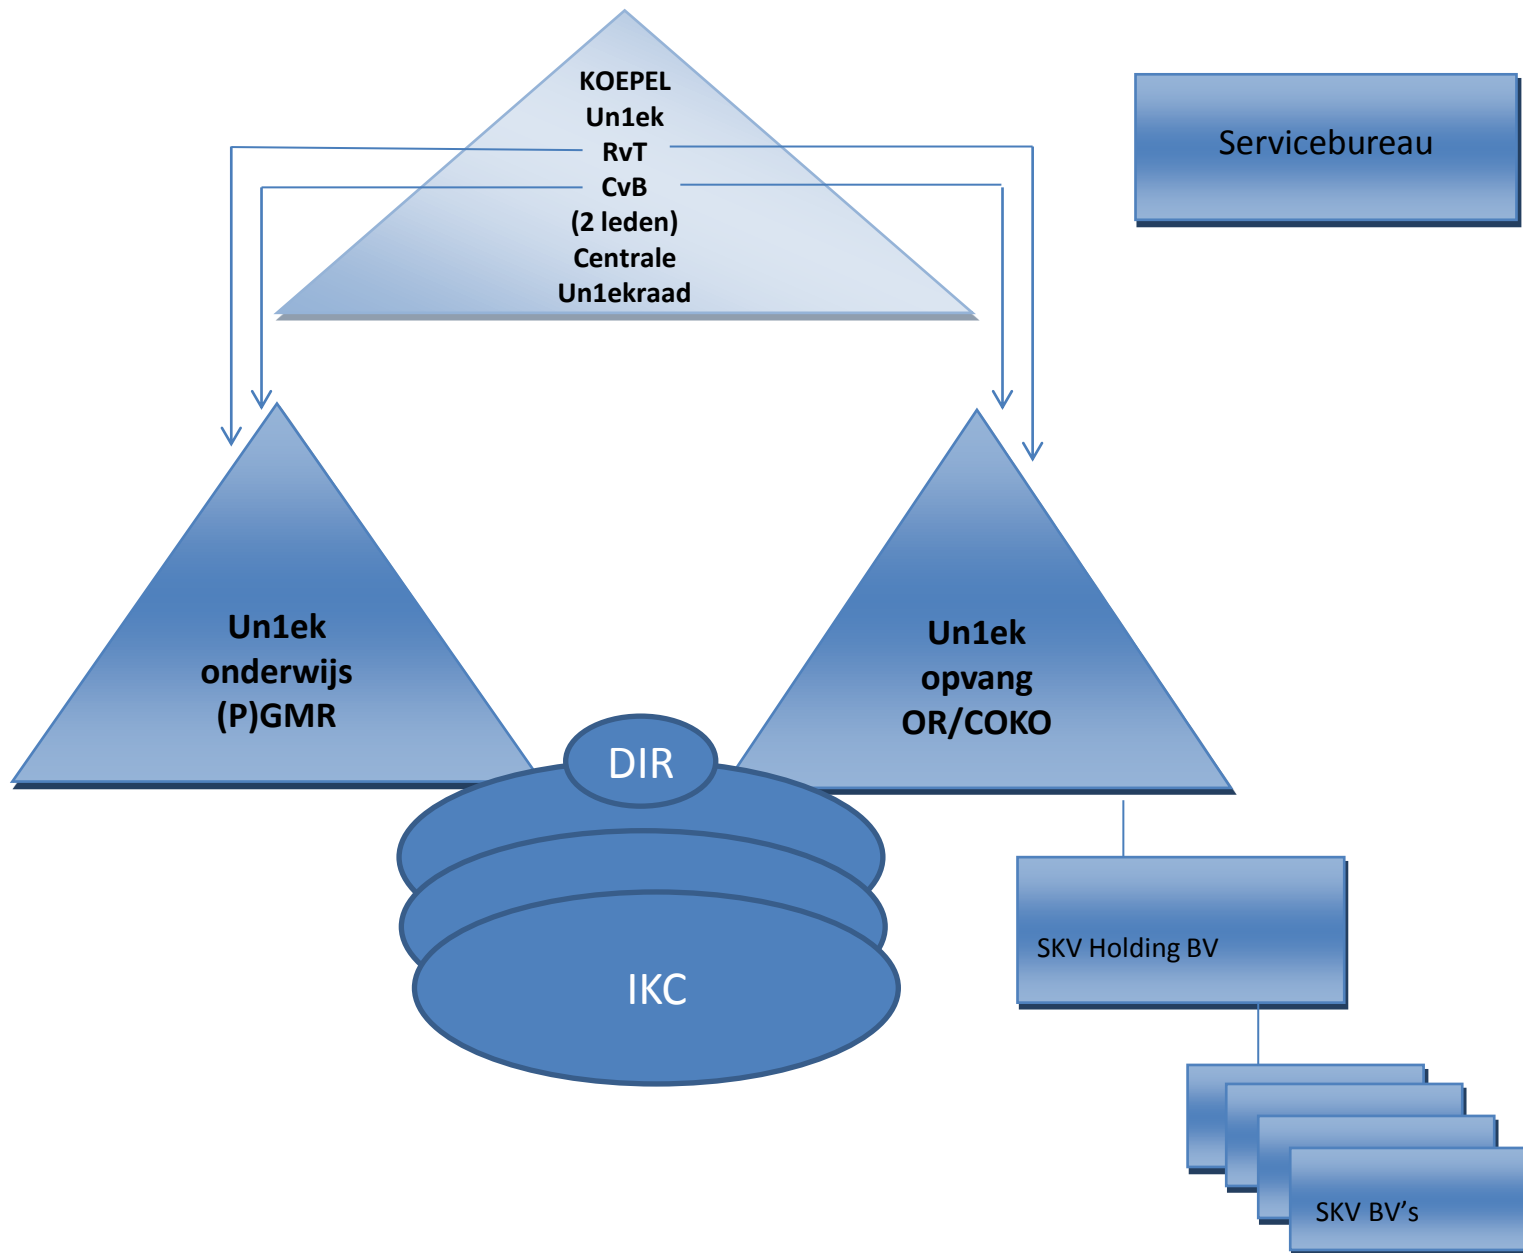 KOEPEL
Un1ek
RvT
CvB
(2 leden)
Centrale
Un1ekraad
Servicebureau
Un1ek
onderwijs
(P)GMR
Un1ek
opvang
OR/COKO
DIR
IKC
SKV Holding BV
SKV BV's